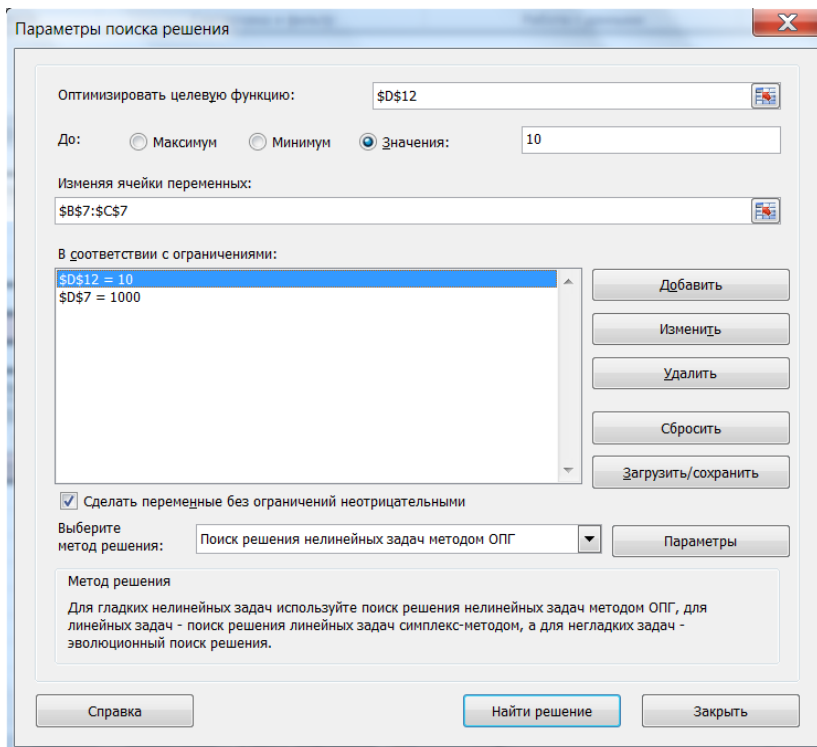 Параметры поиска решения
Оптимизировать целевую функцию:
$D$12
До:
Максимум
Минимум
Значения:
10
Изменяя ячейки переменных:
$B$7:$C$7
В соответствии с ограничениями:
$D$12 = 10
$D$7 = 1000
Добавить
Изменить
Удалить
Сбросить
Загрузить/сохранить
Сделать переменные без ограничений неотрицательными
Выберите
метод решения:
Поиск решения нелинейных задач методом ОПГ
Параметры
Метод решения
Для гладких нелинейных задач используйте поиск решения нелинейных задач методом ОПГ, для
линейных задач - поиск решения линейных задач симплекс-методом, а для негладких задач -
эволюционный поиск решения.
Справка
Найти решение
Закрыть